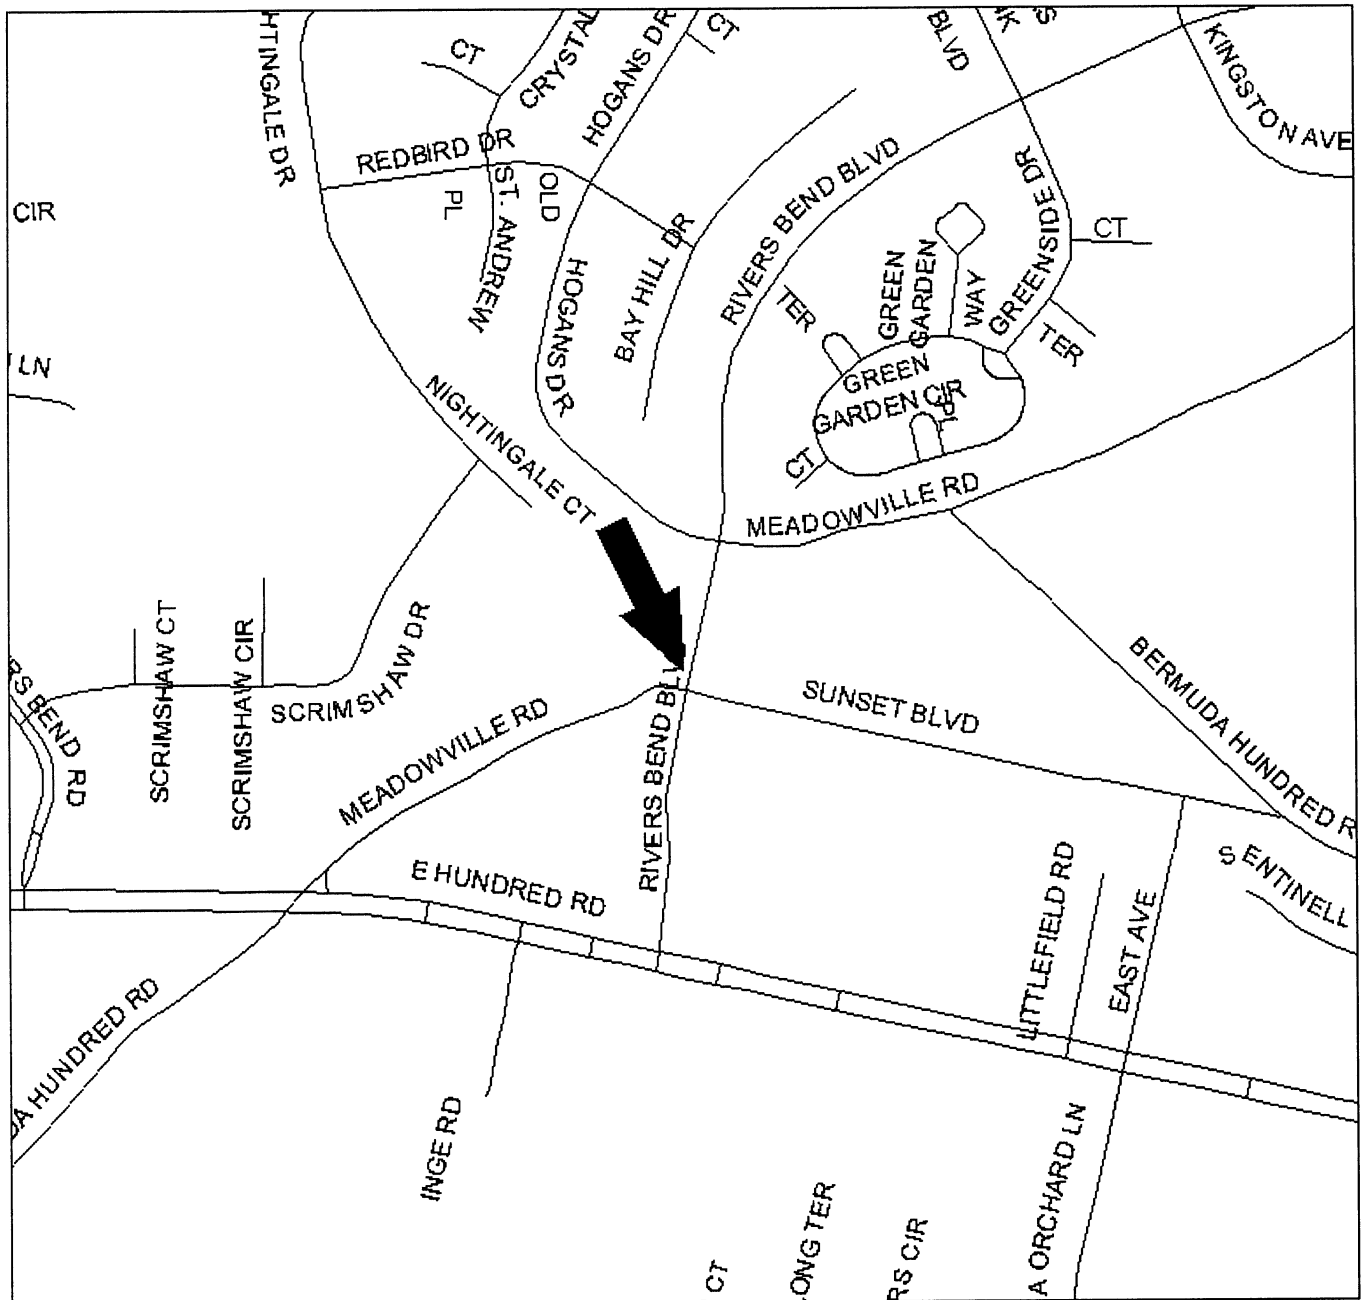 HTINGALE DR
CT
CRYSTAL
HOGANS DR
CT
BLVD
S
KINGSTON AVE
REDBIRD DR
PL
ST. ANDREW
OLD
HOGANS DR
BAY HILL DR
RIVERS BEND BLVD
CIR
LN
TER
GREEN
GARDEN
WAY
GREENSIDE DR
CT
TER
GREEN
GARDEN CIR
PL
CT
NIGHTINGALE CT
MEADOWVILLE RD
SCRIMSHAW CT
SCRIMSHAW CIR
SCRIMSHAW DR
RS BEND RD
MEADOWVILLE RD
RIVERS BEND BLV
SUNSET BLVD
BERMUDA HUNDRED R
SENTINELL
E HUNDRED RD
LITTLEFIELD RD
EAST AVE
DA HUNDRED RD
INGE RD
A ORCHARD LN
CT
ONG TER
RS CIR